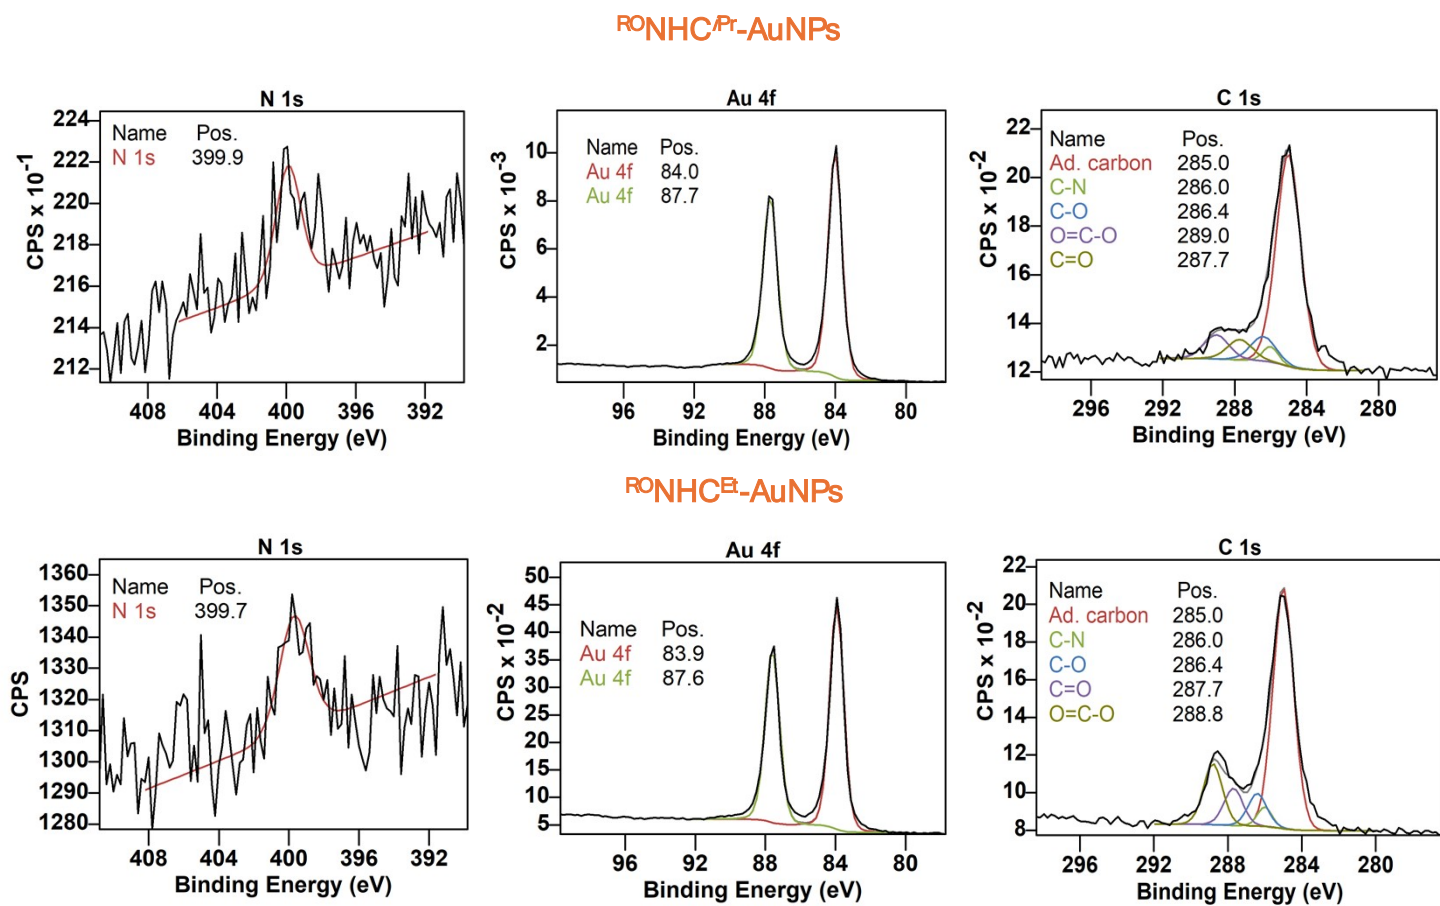 RONHCiPr-AuNPs
N 1s
Name Pos.
N 1s 399.9
CPS x 10-1
224
222
220
218
216
214
212
408 404 400 396 392
Binding Energy (eV)
Au 4f
Name Pos.
Au 4f 84.0
Au 4f 87.7
CPS x 10-3
10
8
6
4
2
96 92 88 84 80
Binding Energy (eV)
C 1s
Name Pos.
Ad. carbon 285.0
C-N 286.0
C-O 286.4
O=C-O 289.0
C=O 287.7
CPS x 10-2
22
20
18
16
14
12
296 292 288 284 280
Binding Energy (eV)
RONHCEt-AuNPs
N 1s
Name Pos.
N 1s 399.7
CPS
1360
1350
1340
1330
1320
1310
1300
1290
1280
408 404 400 396 392
Binding Energy (eV)
Au 4f
Name Pos.
Au 4f 83.9
Au 4f 87.6
CPS x 10-2
50
45
40
35
30
25
20
15
10
5
96 92 88 84 80
Binding Energy (eV)
C 1s
Name Pos.
Ad. carbon 285.0
C-N 286.0
C-O 286.4
C=O 287.7
O=C-O 288.8
CPS x 10-2
22
20
18
16
14
12
10
8
296 292 288 284 280
Binding Energy (eV)